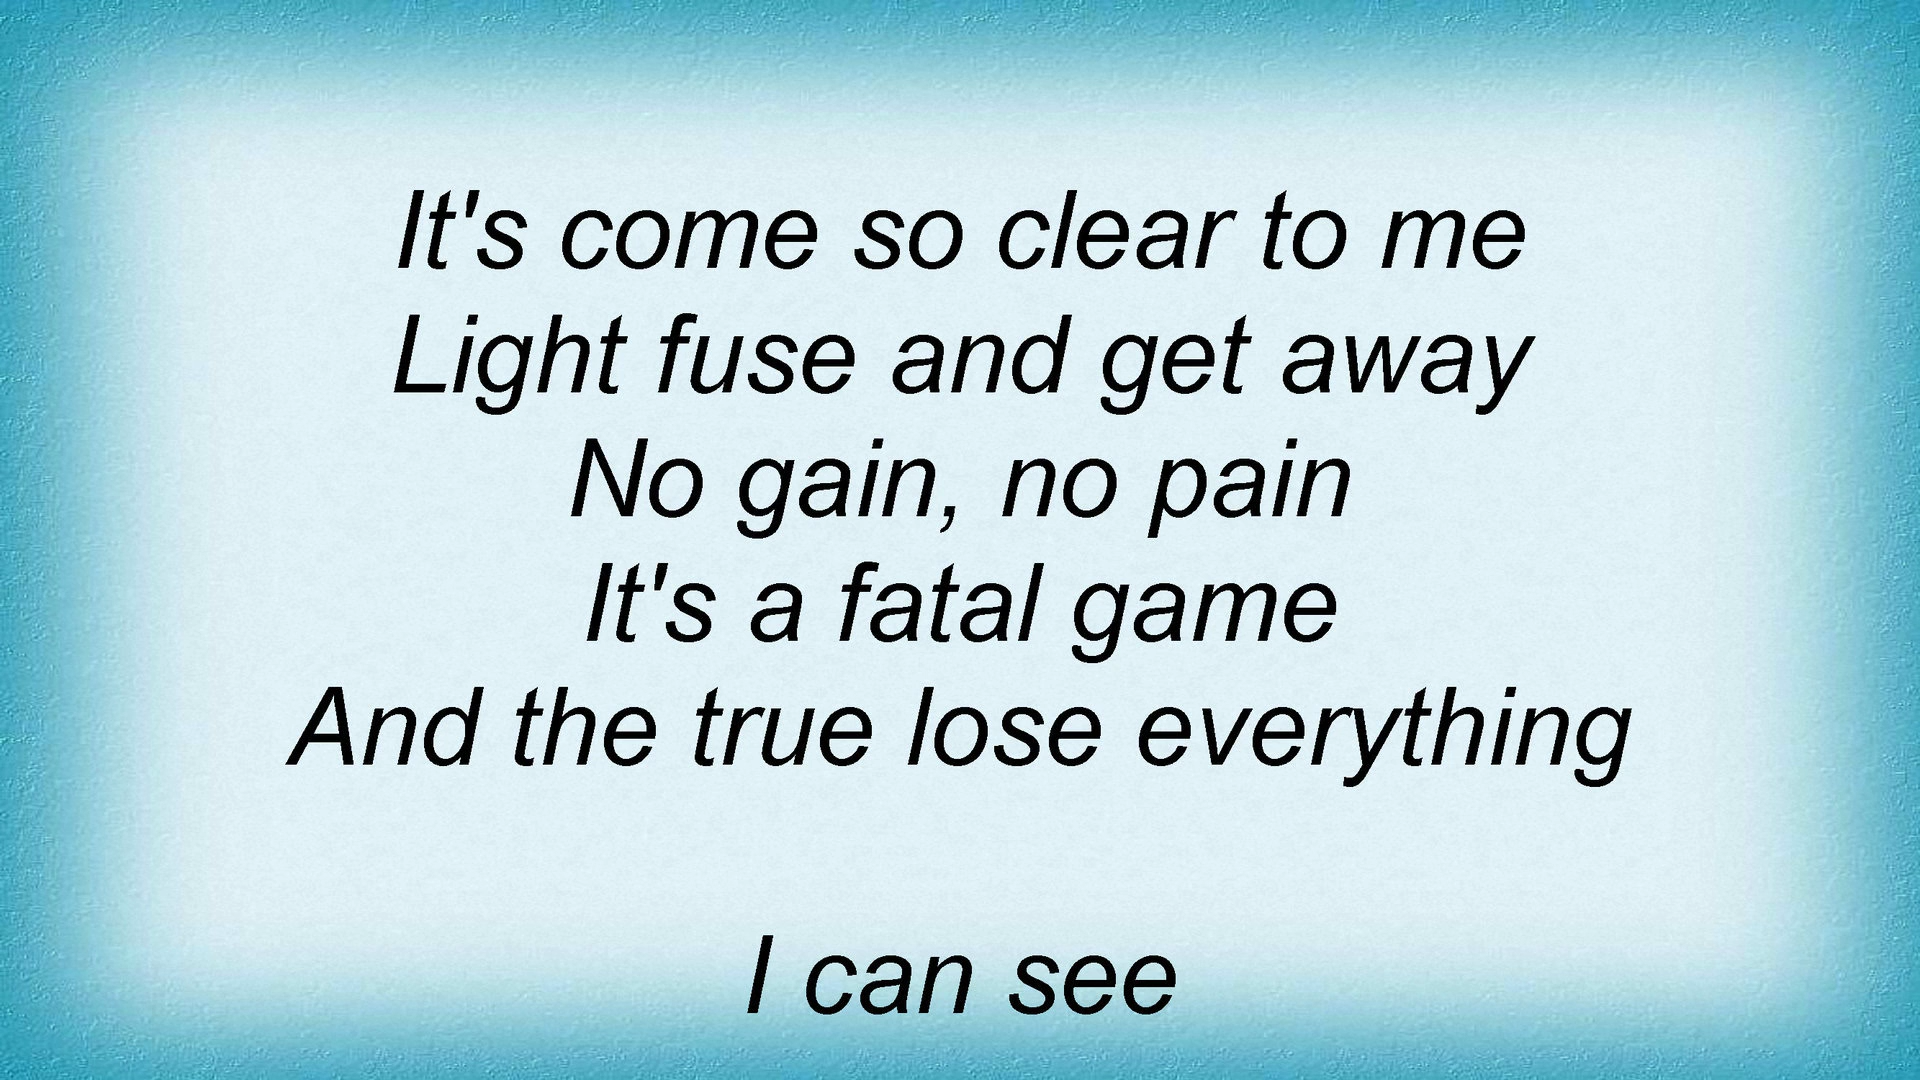 It's come so clear to me
Light fuse and get away
No gain, no pain
It's a fatal game
And the true lose everything
I can see